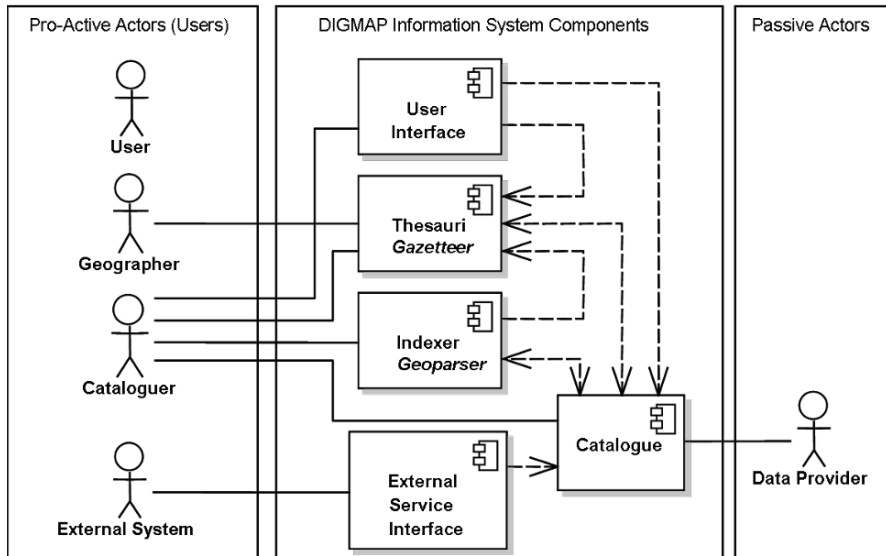 Pro-Active Actors (Users)
DIGMAP Information System Components
Passive Actors
User
User
Interface
Geographer
Thesauri
Gazetteer
Cataloguer
Indexer
Geoparser
External System
External
Service
Interface
Catalogue
Data Provider